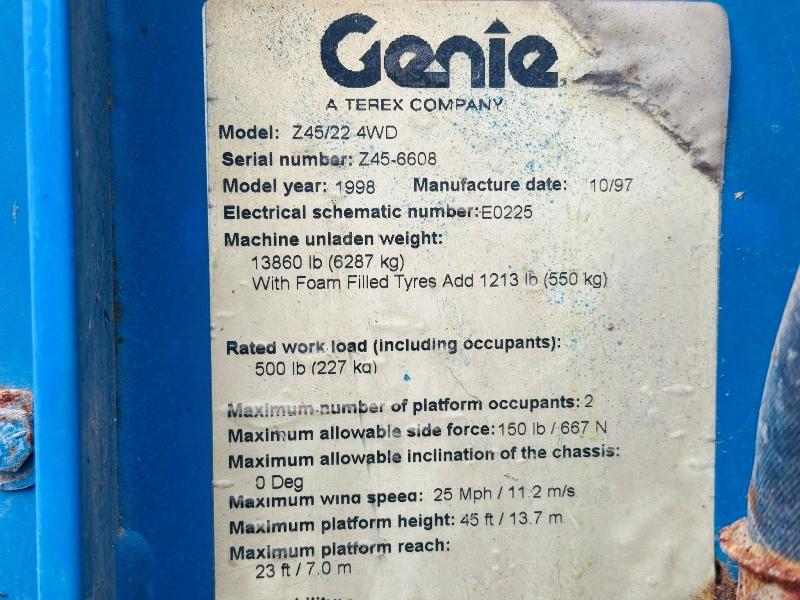 Genie
A TEREX COMPANY
Model: Z45/22 4WD
Serial number: Z45-6608
Model year: 1998 Manufacture date: 10/97
Electrical schematic number:E0225
Machine unladen weight:
13860 lb (6287 kg)
With Foam Filled Tyres Add 1213 lb (550 kg)
Rated work load (including occupants):
500 lb (227 kg)
Maximum number of platform occupants: 2
Maximum allowable side force: 150 lb / 667 N
Maximum allowable inclination of the chassis:
0 Deg
Maximum wind speed: 25 Mph / 11.2 m/s
Maximum platform height: 45 ft / 13.7 m
Maximum platform reach:
23 ft / 7.0 m